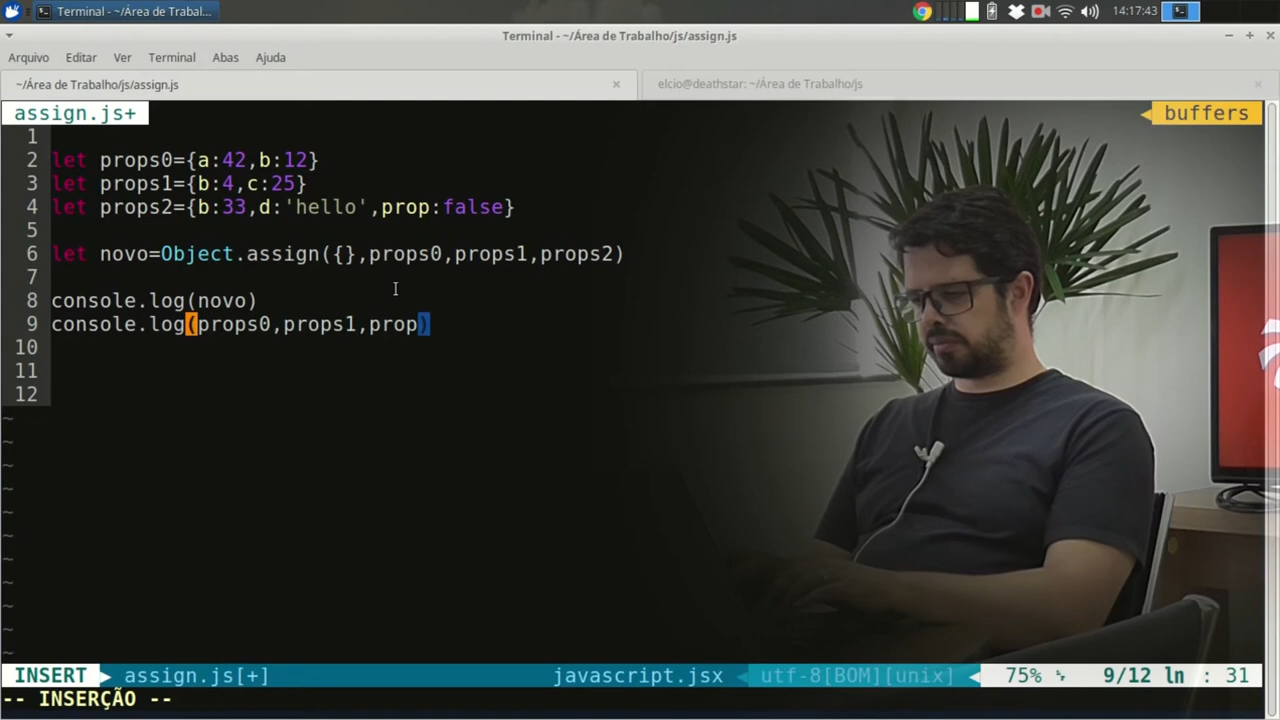 Terminal - ~/Área de Trabal...
14:17:43
Terminal - ~/Área de Trabalho/js/assign.js
Arquivo Editar Ver Terminal Abas Ajuda
~/Área de Trabalho/js/assign.js
elcio@deathstar: ~/Área de Trabalho/js
assign.js+
buffers
1
2 let props0={a:42,b:12}
3 let props1={b:4,c:25}
4 let props2={b:33,d:'hello',prop:false}
5
6 let novo=Object.assign({},props0,props1,props2)
7
8 console.log(novo)
9 console.log(props0,props1,prop)
10
11
12
~
~
~
~
~
~
~
~
~
~
~
INSERT assign.js[+] javascript.jsx utf-8[BOM][unix] 75% 9/12 ln : 31
-- INSERÇÃO --